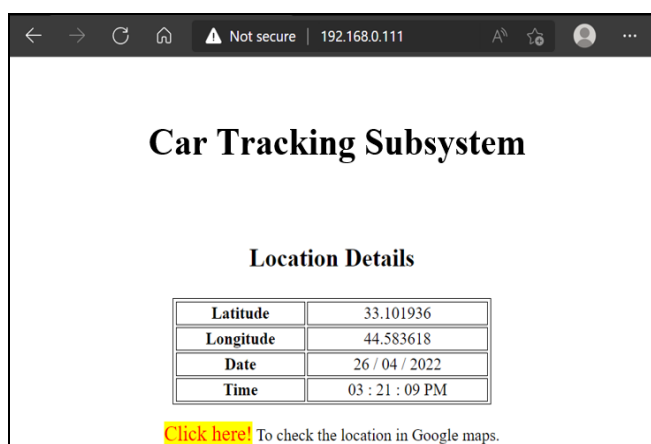 Not secure | 192.168.0.111
Car Tracking Subsystem
Location Details
Latitude 33.101936
Longitude 44.583618
Date 26 / 04 / 2022
Time 03 : 21 : 09 PM
Click here! To check the location in Google maps.